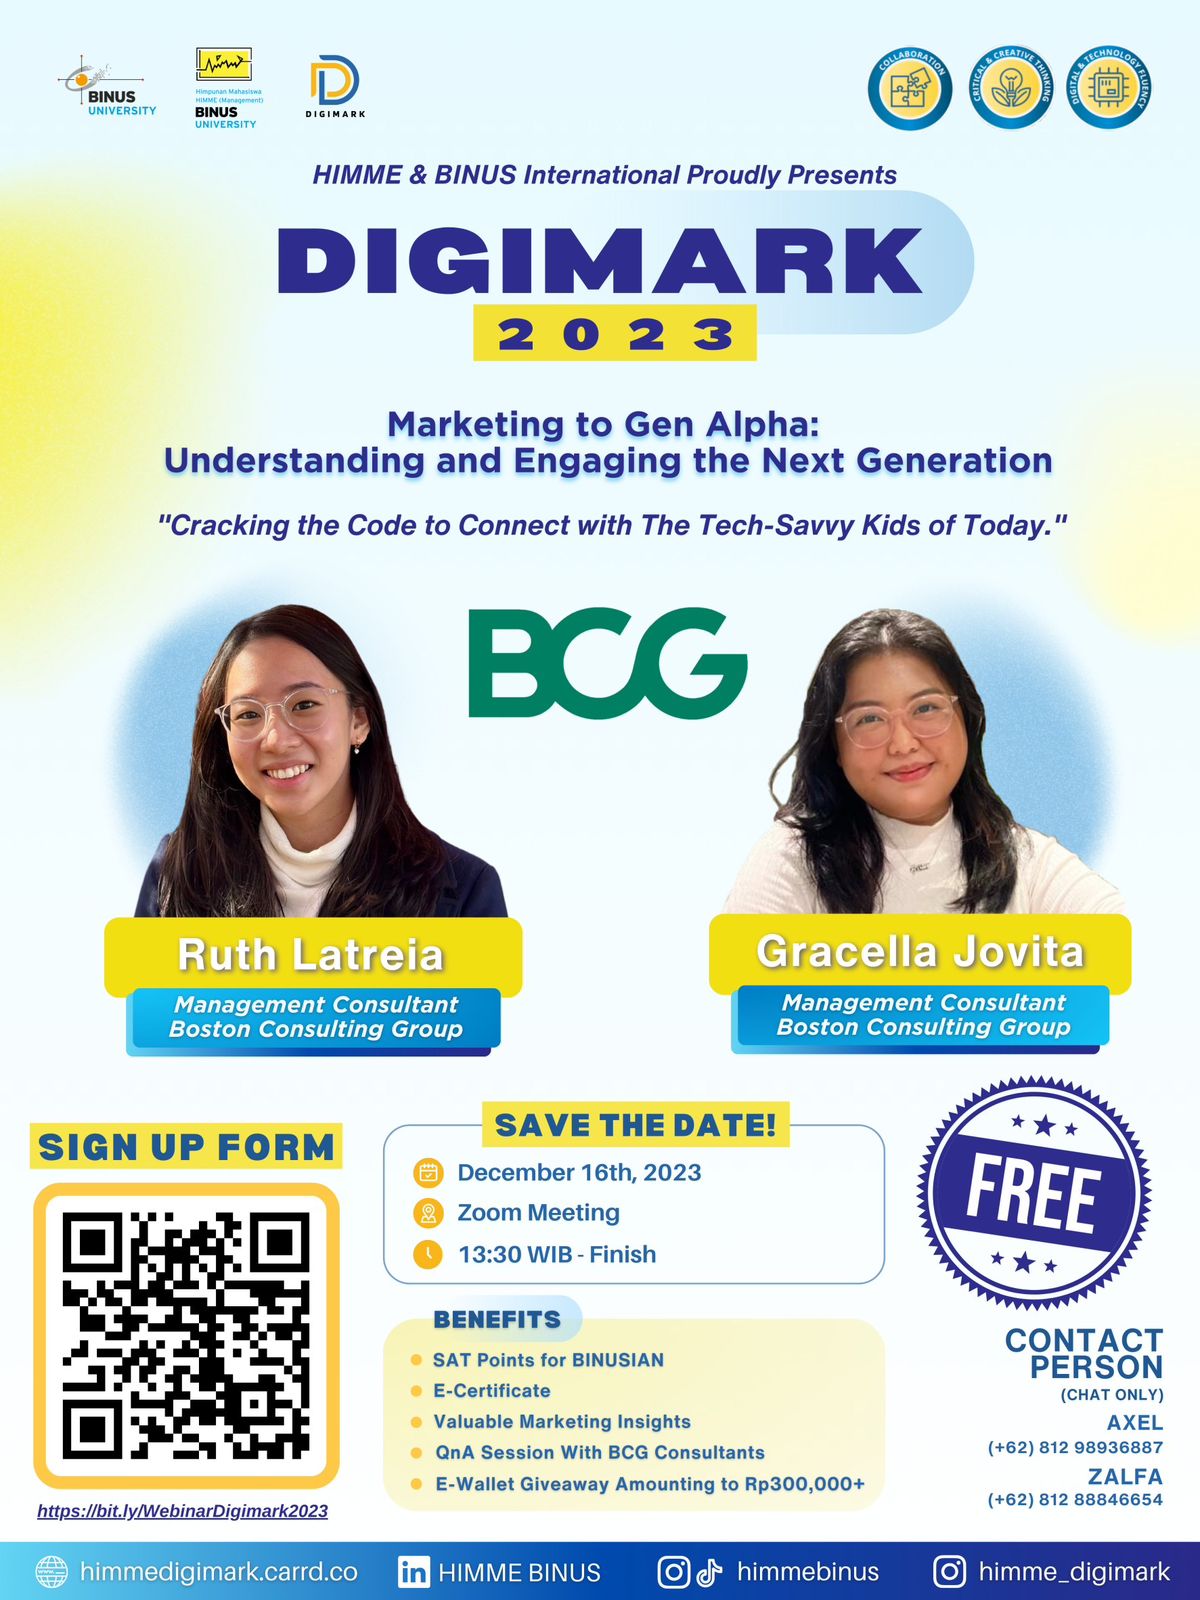 BINUS
UNIVERSITY
Himpunan Mahasiswa
HIMME (Management)
BINUS
UNIVERSITY
DIGIMARK
COLLABORATION
CRITICAL & CREATIVE THINKING
DIGITAL & TECHNOLOGY FLUENCY
HIMME & BINUS International Proudly Presents
DIGIMARK
2023
Marketing to Gen Alpha:
Understanding and Engaging the Next Generation
"Cracking the Code to Connect with The Tech-Savvy Kids of Today."
BCG
Ruth Latreia
Management Consultant
Boston Consulting Group
Gracella Jovita
Management Consultant
Boston Consulting Group
SIGN UP FORM
https://bit.ly/WebinarDigimark2023
SAVE THE DATE!
December 16th, 2023
Zoom Meeting
13:30 WIB - Finish
BENEFITS
SAT Points for BINUSIAN
E-Certificate
Valuable Marketing Insights
QnA Session With BCG Consultants
E-Wallet Giveaway Amounting to Rp300,000+
FREE
CONTACT
PERSON
(CHAT ONLY)
AXEL
(+62) 812 98936887
ZALFA
(+62) 812 88846654
himmedigimark.carrd.co
HIMME BINUS
himmebinus
himme_digimark